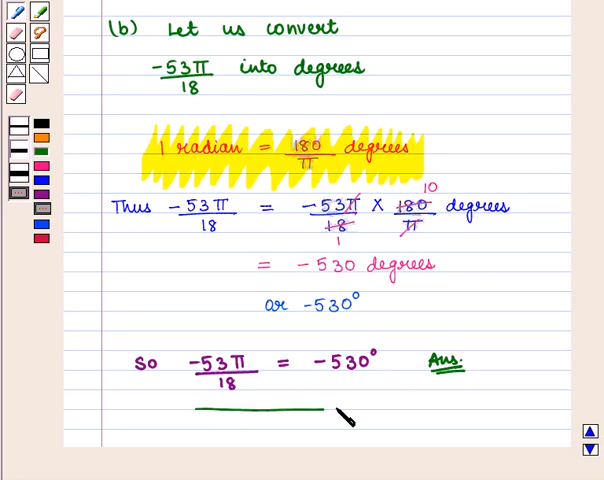 (b) Let us convert
-53π/18 into degrees
1 radian = 180/π degrees
Thus -53π/18 = -53π/18 × 180/π degrees
10
1
= -530 degrees
or -530°
So -53π/18 = -530° Ans.